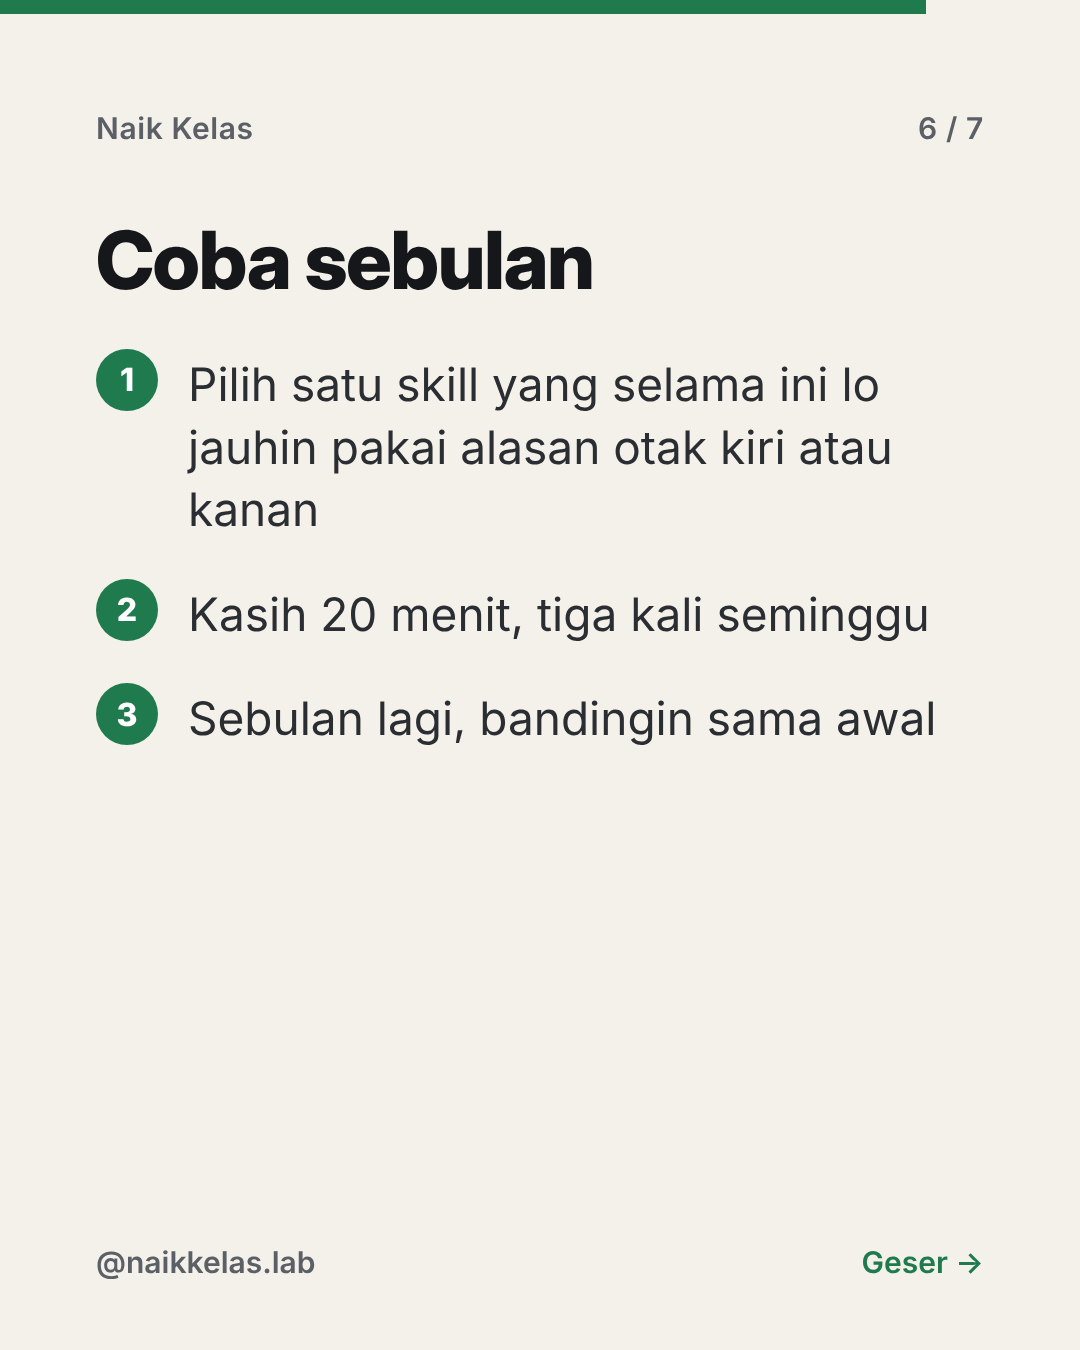 Naik Kelas
6 / 7
Coba sebulan
1 Pilih satu skill yang selama ini lo
jauhin pakai alasan otak kiri atau
kanan
2 Kasih 20 menit, tiga kali seminggu
3 Sebulan lagi, bandingin sama awal
@naikkelas.lab
Geser →